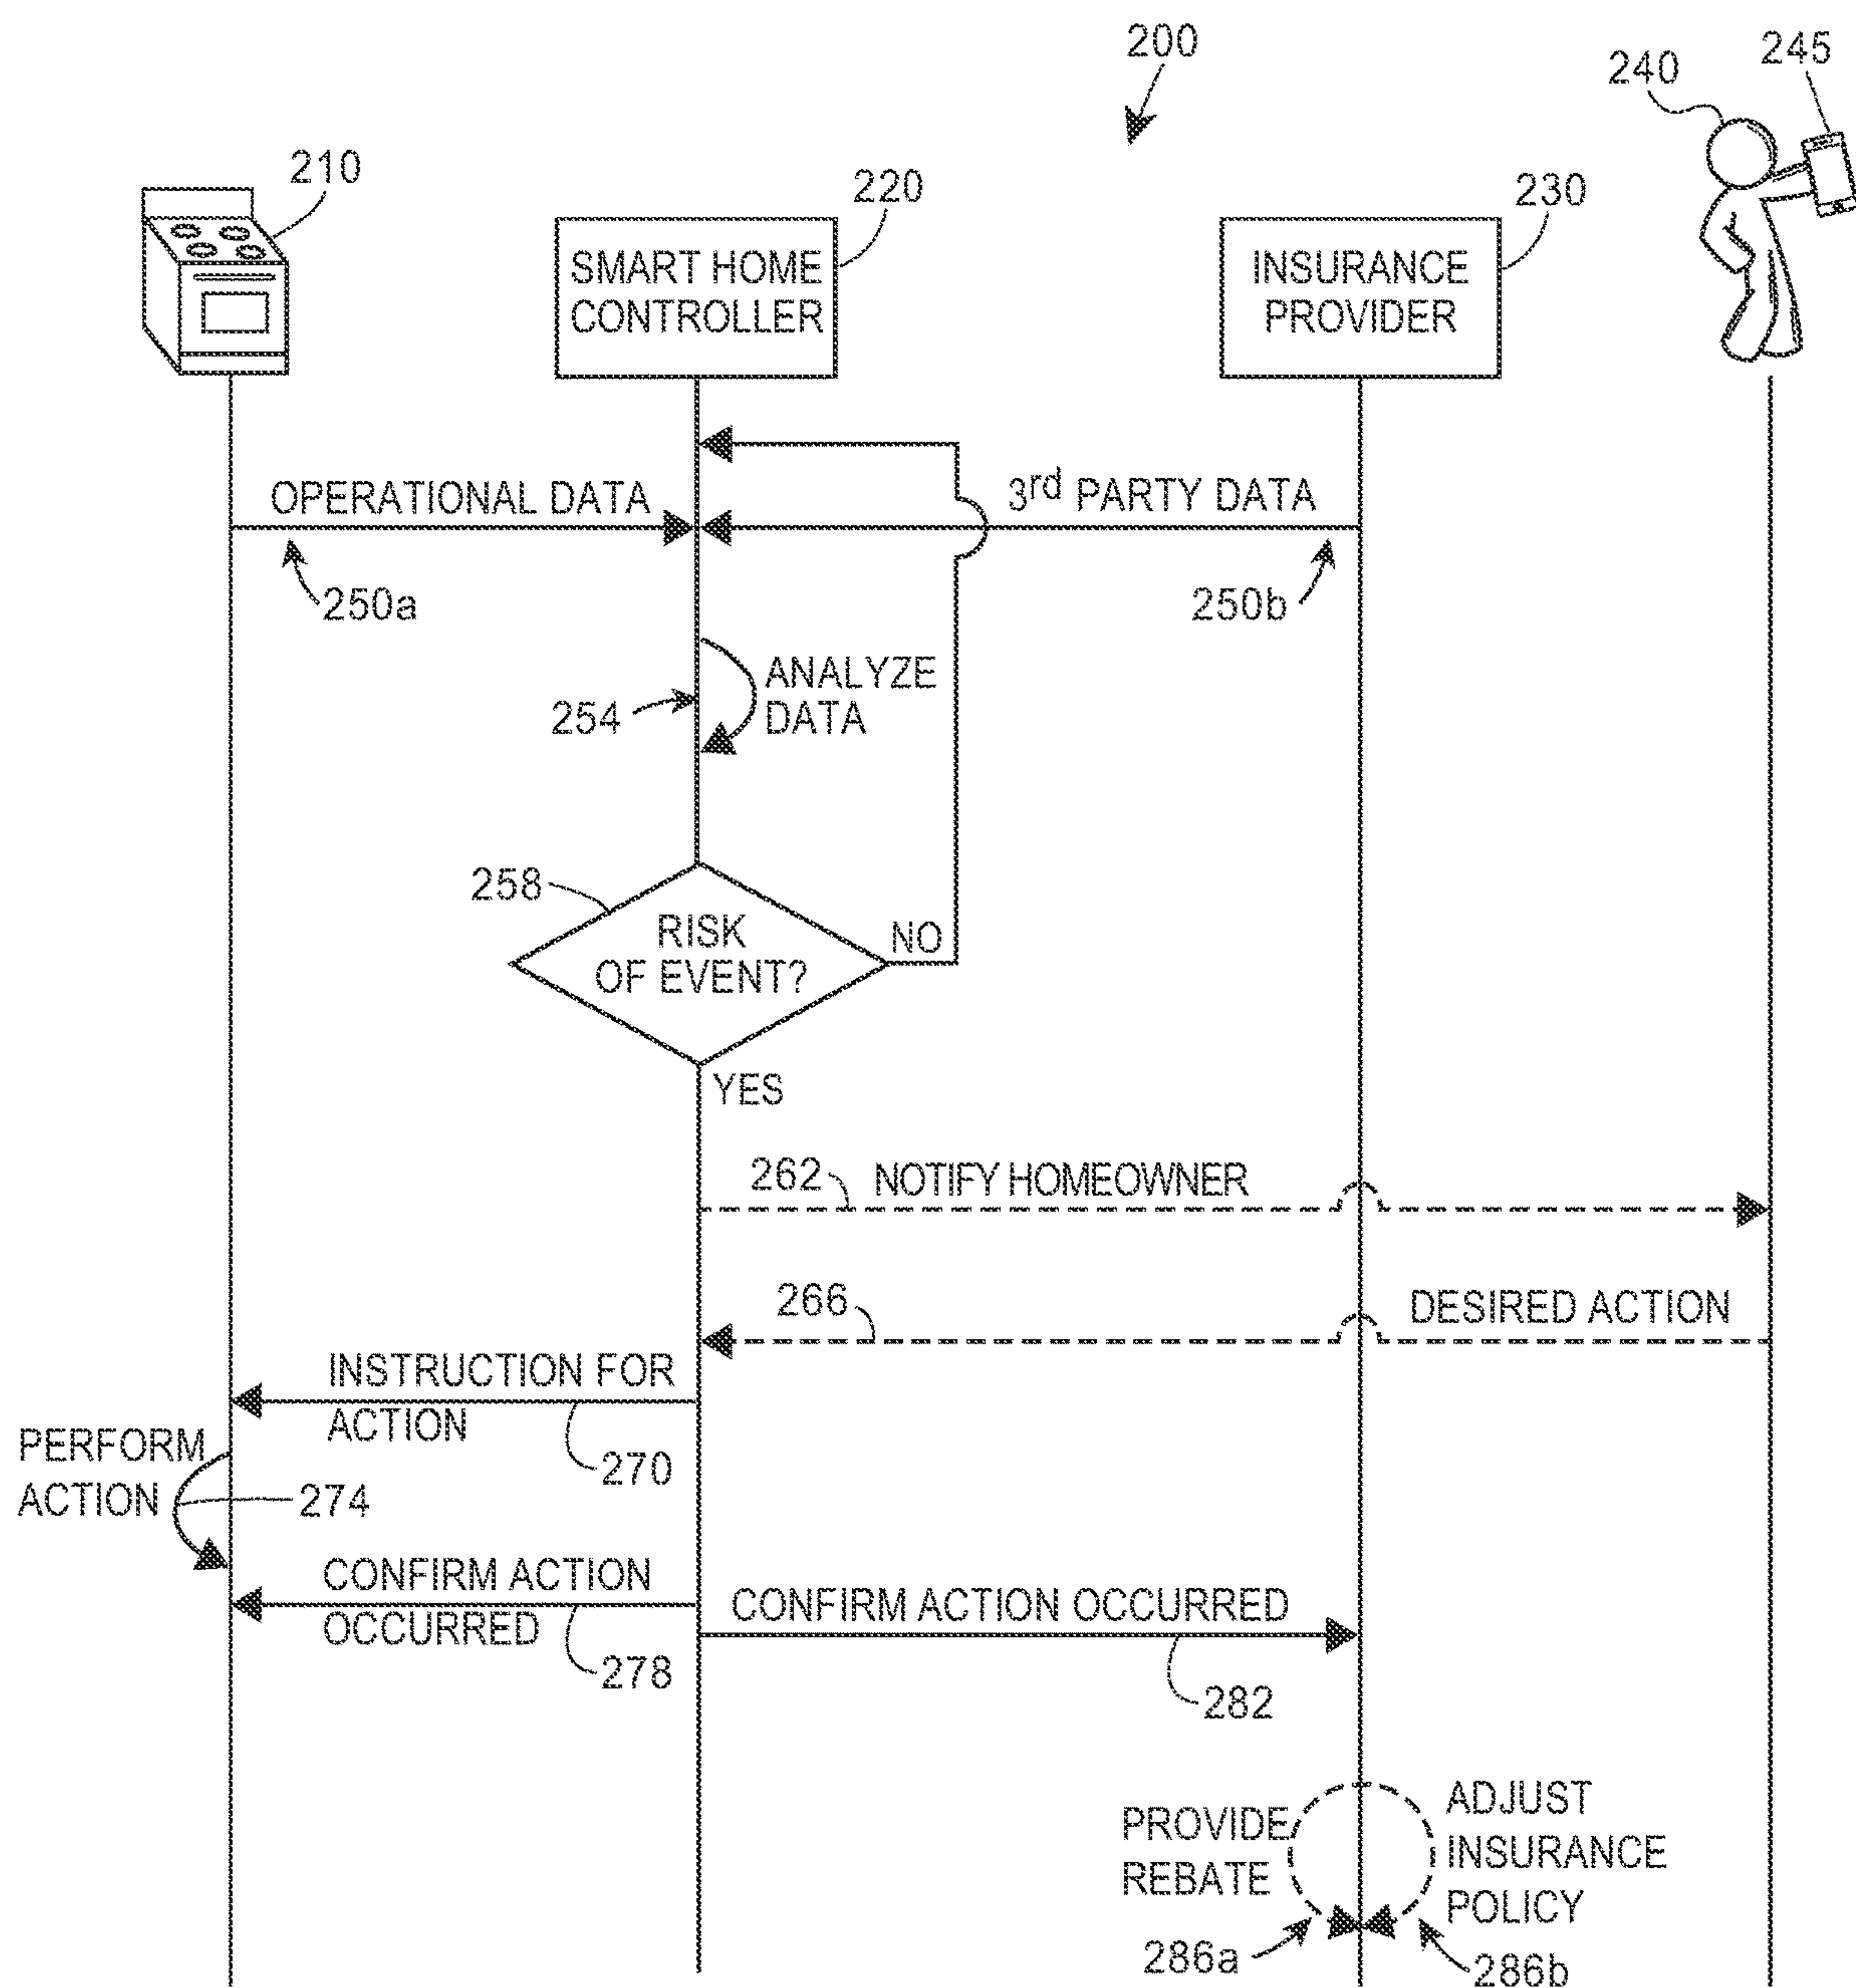 200
240
245
210
220
230
SMART HOME
CONTROLLER
INSURANCE
PROVIDER
OPERATIONAL DATA
3rd PARTY DATA
250a
250b
ANALYZE
DATA
254
258
RISK
OF EVENT?
NO
YES
262
NOTIFY HOMEOWNER
266
DESIRED ACTION
INSTRUCTION FOR
ACTION
270
PERFORM
ACTION
274
CONFIRM ACTION
OCCURRED
278
CONFIRM ACTION OCCURRED
282
PROVIDE
REBATE
ADJUST
INSURANCE
POLICY
286a
286b